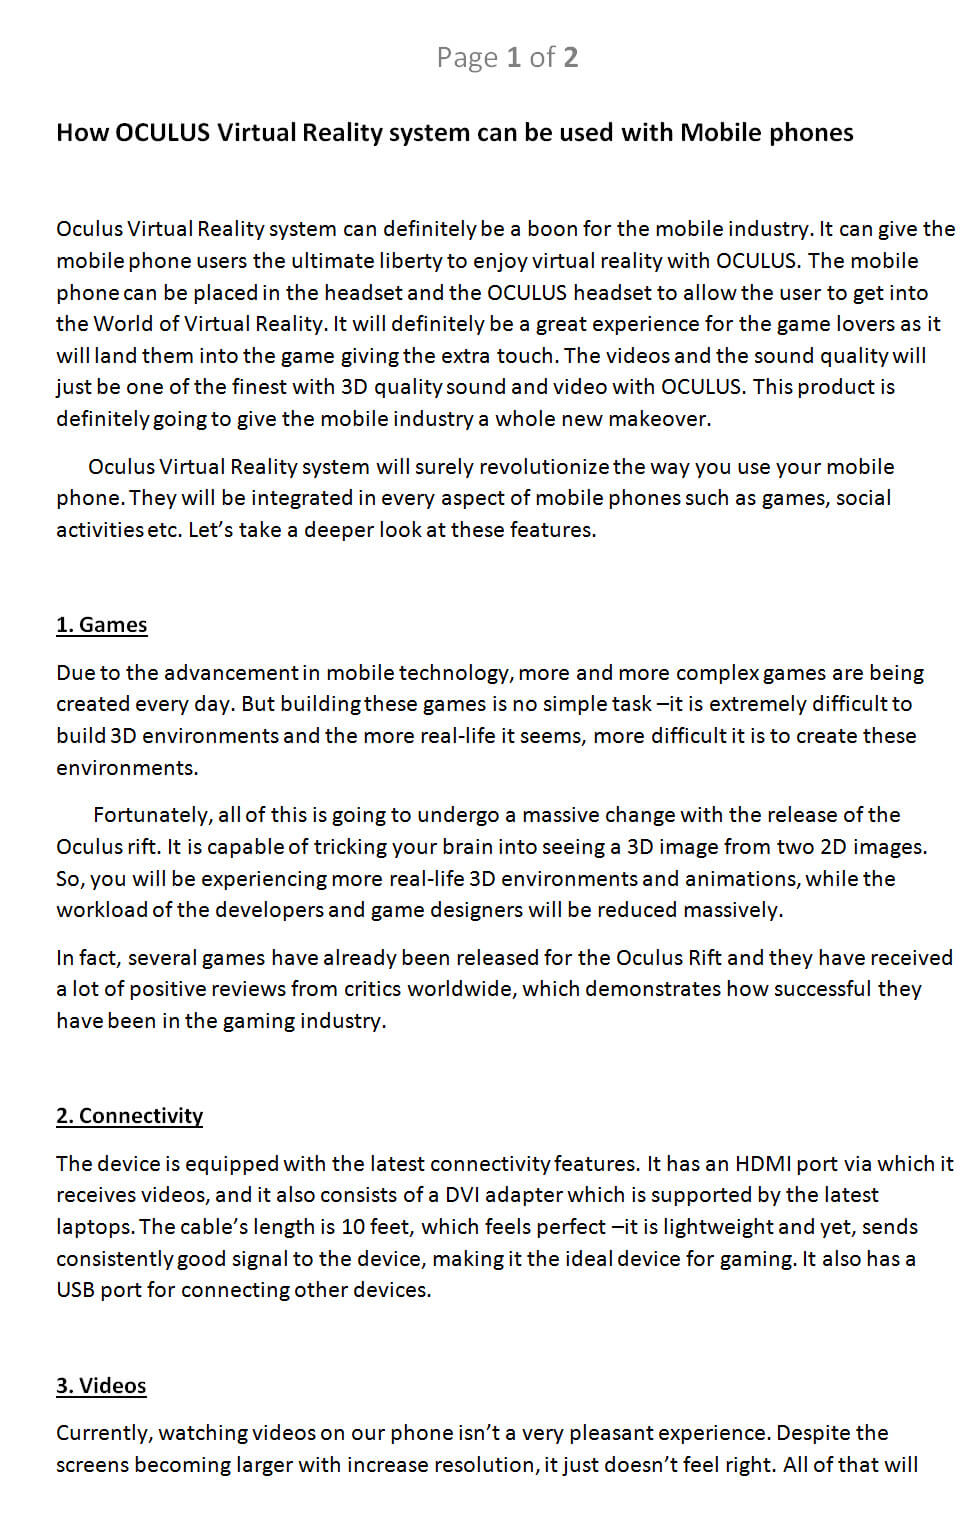 Page 1 of 2
How OCULUS Virtual Reality system can be used with Mobile phones
Oculus Virtual Reality system can definitely be a boon for the mobile industry. It can give the
mobile phone users the ultimate liberty to enjoy virtual reality with OCULUS. The mobile
phone can be placed in the headset and the OCULUS headset to allow the user to get into
the World of Virtual Reality. It will definitely be a great experience for the game lovers as it
will land them into the game giving the extra touch. The videos and the sound quality will
just be one of the finest with 3D quality sound and video with OCULUS. This product is
definitely going to give the mobile industry a whole new makeover.
Oculus Virtual Reality system will surely revolutionize the way you use your mobile
phone. They will be integrated in every aspect of mobile phones such as games, social
activities etc. Let’s take a deeper look at these features.
1. Games
Due to the advancement in mobile technology, more and more complex games are being
created every day. But building these games is no simple task –it is extremely difficult to
build 3D environments and the more real-life it seems, more difficult it is to create these
environments.
Fortunately, all of this is going to undergo a massive change with the release of the
Oculus rift. It is capable of tricking your brain into seeing a 3D image from two 2D images.
So, you will be experiencing more real-life 3D environments and animations, while the
workload of the developers and game designers will be reduced massively.
In fact, several games have already been released for the Oculus Rift and they have received
a lot of positive reviews from critics worldwide, which demonstrates how successful they
have been in the gaming industry.
2. Connectivity
The device is equipped with the latest connectivity features. It has an HDMI port via which it
receives videos, and it also consists of a DVI adapter which is supported by the latest
laptops. The cable’s length is 10 feet, which feels perfect –it is lightweight and yet, sends
consistently good signal to the device, making it the ideal device for gaming. It also has a
USB port for connecting other devices.
3. Videos
Currently, watching videos on our phone isn’t a very pleasant experience. Despite the
screens becoming larger with increase resolution, it just doesn’t feel right. All of that will